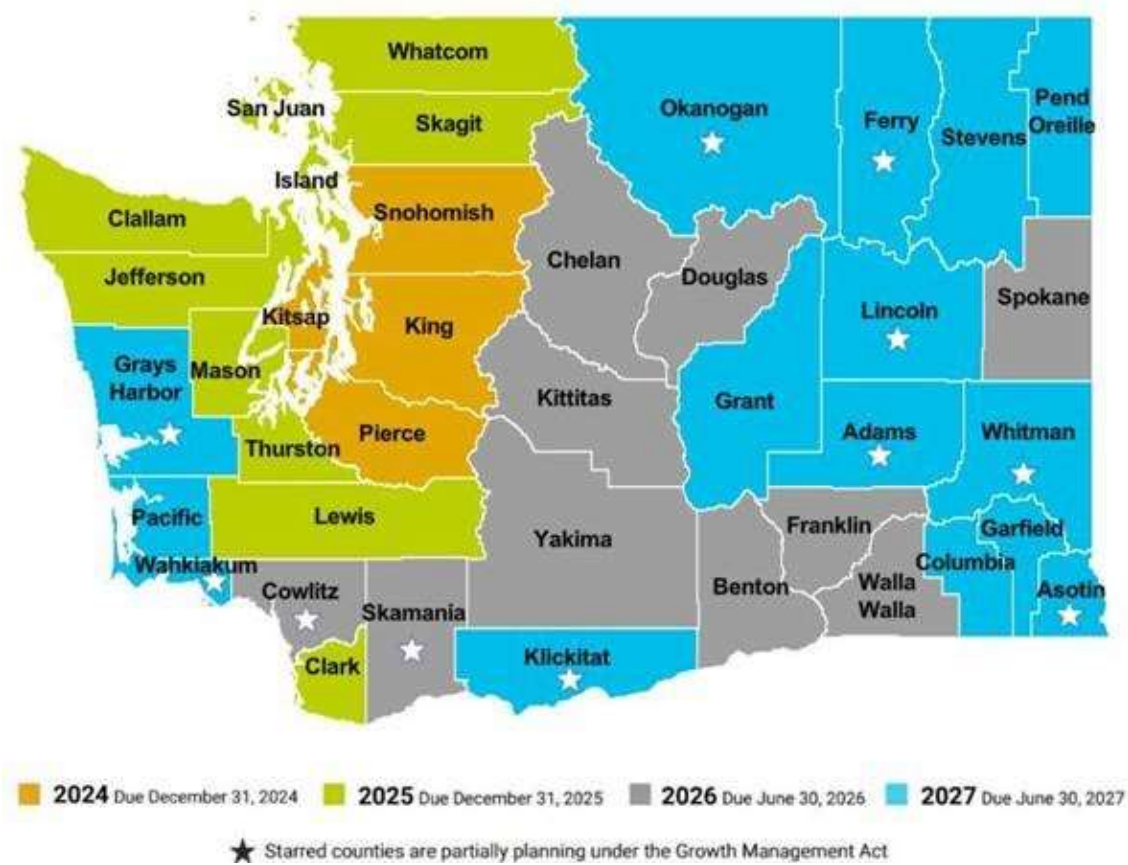 Whatcom
San Juan
Skagit
Island
Snohomish
Clallam
Jefferson
Kitsap
King
Grays
Harbor
Mason
Thurston
Pierce
Pacific
Lewis
Wahkiakum
Cowlitz
Skamania
Clark
Okanogan
Ferry
Stevens
Pend
Oreille
Chelan
Douglas
Lincoln
Spokane
Kittitas
Grant
Adams
Whitman
Yakima
Franklin
Garfield
Benton
Columbia
Walla
Walla
Asotin
Klickitat
2024 Due December 31, 2024
2025 Due December 31, 2025
2026 Due June 30, 2026
2027 Due June 30, 2027
Starred counties are partially planning under the Growth Management Act